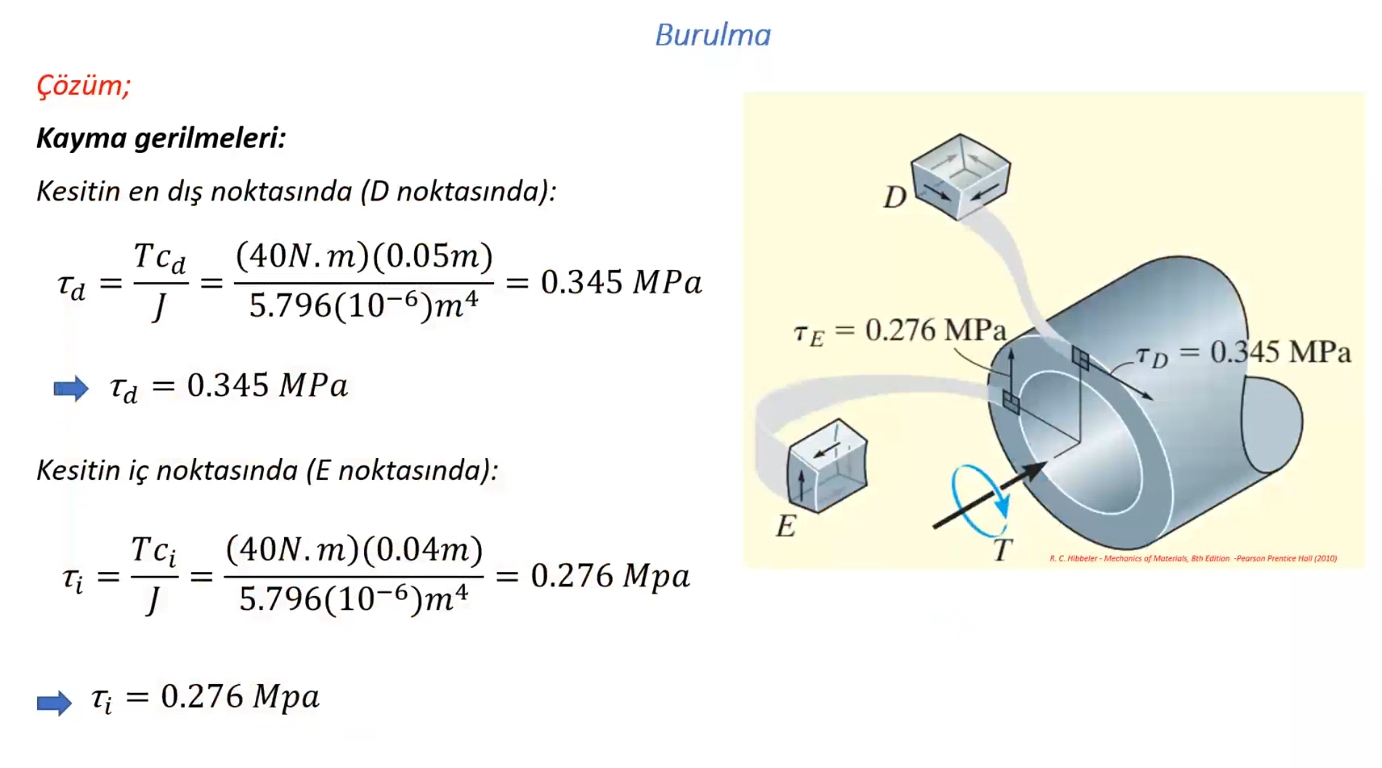 Burulma
Çözüm;
Kayma gerilmeleri:
Kesitin en dış noktasında (D noktasında):
τ_d = Tc_d / J = (40N.m)(0.05m) / 5.796(10⁻⁶)m⁴ = 0.345 MPa
τ_d = 0.345 MPa
Kesitin iç noktasında (E noktasında):
τ_i = Tc_i / J = (40N.m)(0.04m) / 5.796(10⁻⁶)m⁴ = 0.276 Mpa
τ_i = 0.276 Mpa
D
τ_E = 0.276 MPa
τ_D = 0.345 MPa
E
T
R. C. Hibbeler - Mechanics of Materials, 8th Edition -Pearson Prentice Hall (2010)